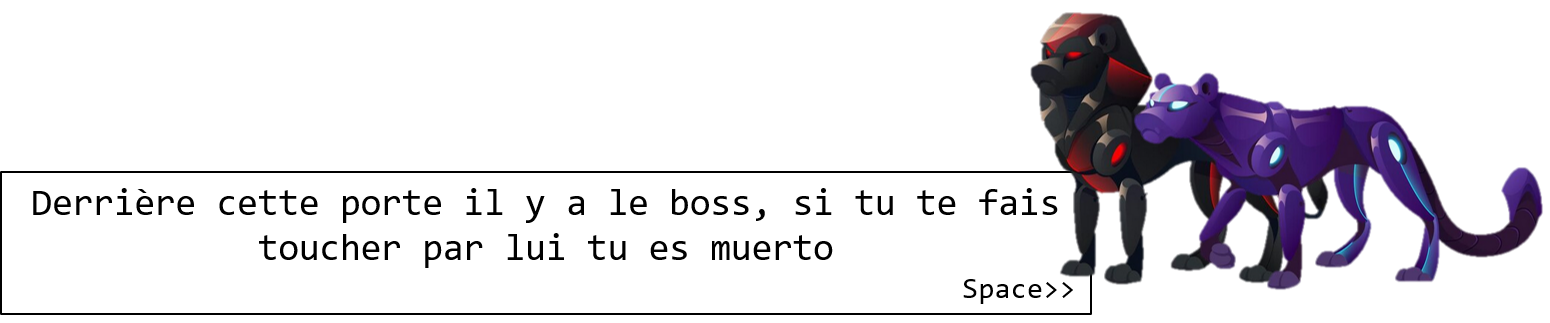 Derrière cette porte il y a le boss, si tu te fais
toucher par lui tu es muerto
Space>>